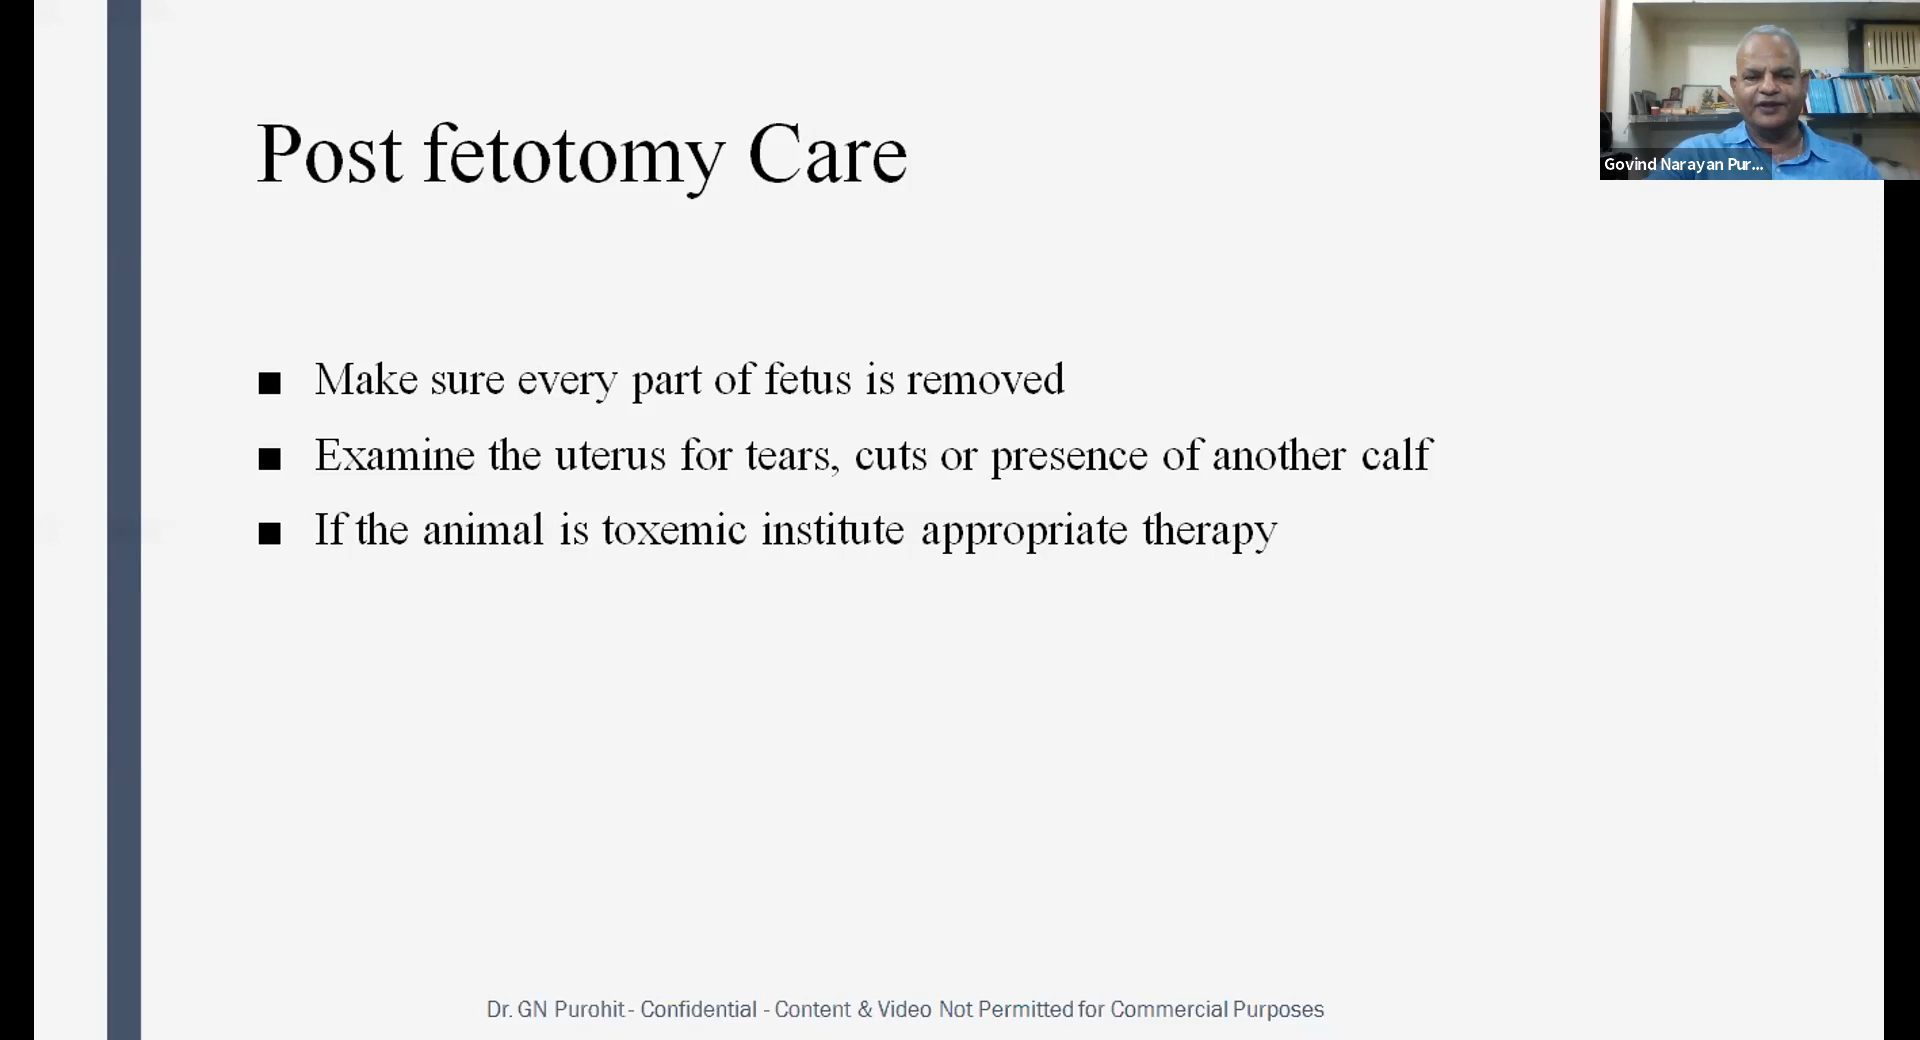 Post fetotomy Care
Govind Narayan Pur...
■ Make sure every part of fetus is removed
■ Examine the uterus for tears, cuts or presence of another calf
■ If the animal is toxemic institute appropriate therapy
Dr. GN Purohit - Confidential - Content & Video Not Permitted for Commercial Purposes